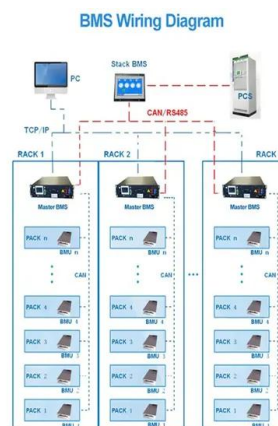 BMS Wiring Diagram
Stack BMS
PC
PCS
CAN/RS485
TCP/IP
RACK 1
RACK 2
RACK
Master BMS
Master BMS
Master BMS
PACK n
PACK n
PACK n
BMU n
BMU n
BMU n
CAN
CAN
CAN
PACK 4
PACK 4
PACK 4
BMU 4
BMU 4
BMU 4
PACK 3
PACK 3
PACK 3
BMU 3
BMU 3
BMU 3
PACK 2
PACK 2
PACK 2
BMU 2
BMU 2
BMU 2
PACK 1
PACK 1
PACK 1